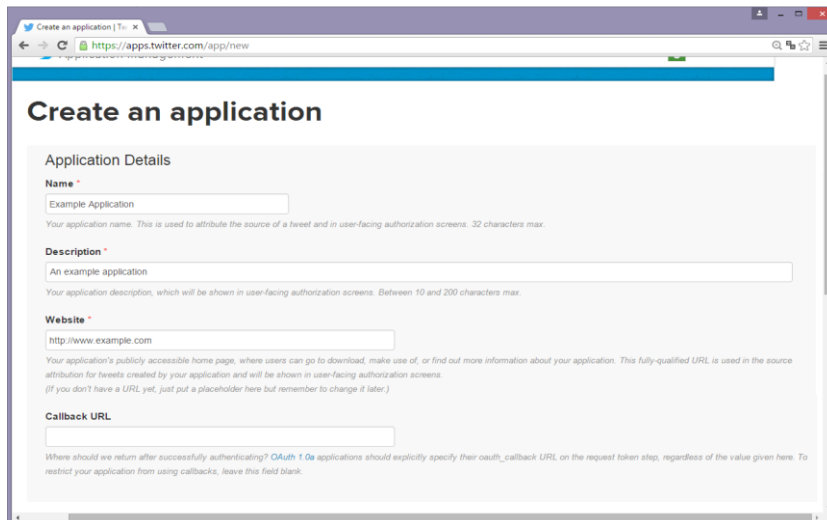 Create an application | Tw
https://apps.twitter.com/app/new
Application Management
Create an application
Application Details
Name *
Example Application
Your application name. This is used to attribute the source of a tweet and in user-facing authorization screens. 32 characters max.
Description *
An example application
Your application description, which will be shown in user-facing authorization screens. Between 10 and 200 characters max.
Website *
http://www.example.com
Your application's publicly accessible home page, where users can go to download, make use of, or find out more information about your application. This fully-qualified URL is used in the source
attribution for tweets created by your application and will be shown in user-facing authorization screens.
(If you don't have a URL yet, just put a placeholder here but remember to change it later.)
Callback URL
Where should we return after successfully authenticating? OAuth 1.0a applications should explicitly specify their oauth_callback URL on the request token step, regardless of the value given here. To
restrict your application from using callbacks, leave this field blank.